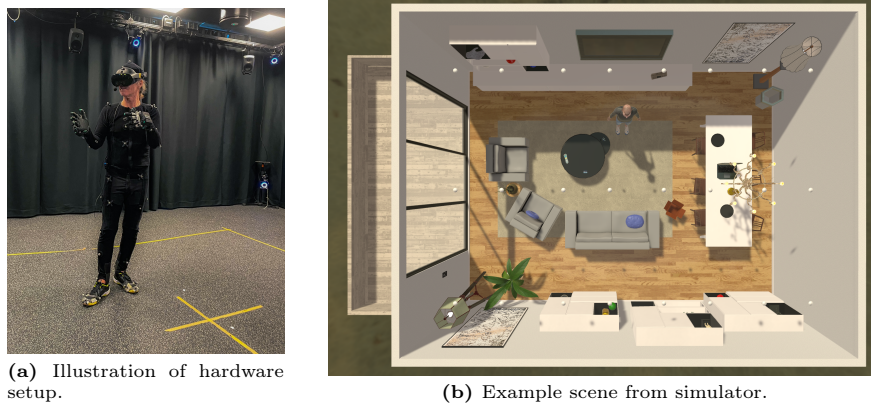 (a) Illustration of hardware
setup.
(b) Example scene from simulator.